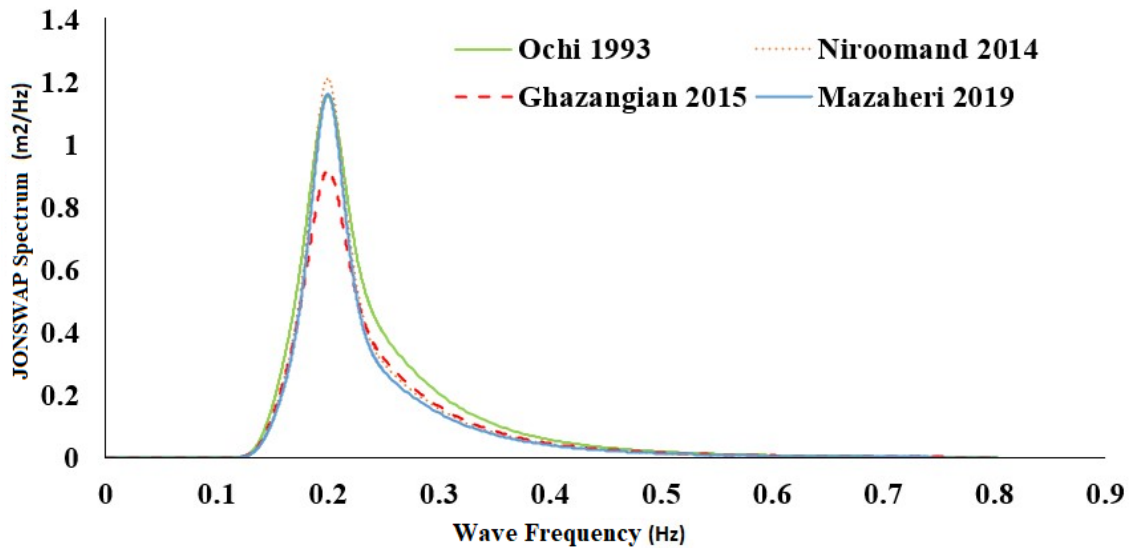 1.4
1.2
1
0.8
0.6
0.4
0.2
0
JONSWAP Spectrum (m2/Hz)
Ochi 1993
Niroomand 2014
Ghazangian 2015
Mazaheri 2019
0 0.1 0.2 0.3 0.4 0.5 0.6 0.7 0.8 0.9
Wave Frequency (Hz)